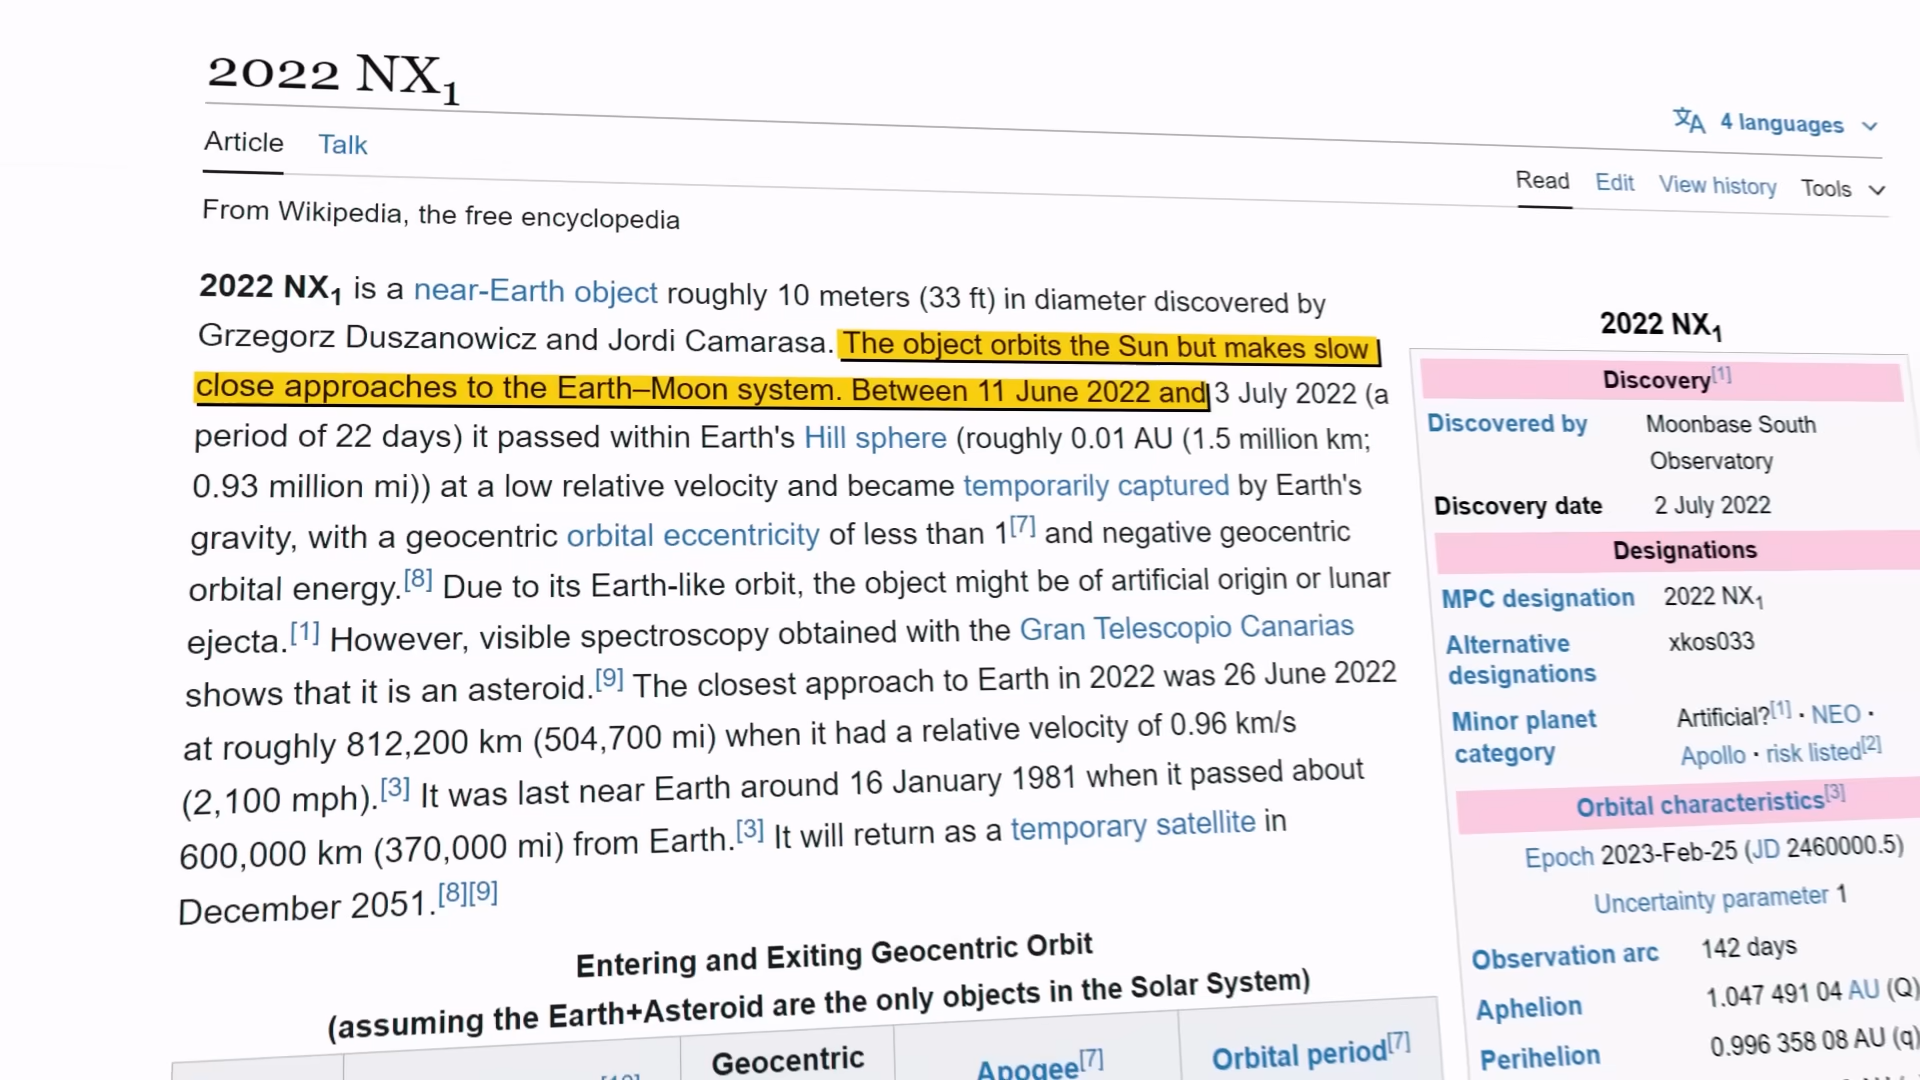 2022 NX1
4 languages
Article Talk
Read Edit View history Tools
From Wikipedia, the free encyclopedia
2022 NX1 is a near-Earth object roughly 10 meters (33 ft) in diameter discovered by
Grzegorz Duszanowicz and Jordi Camarasa. The object orbits the Sun but makes slow
close approaches to the Earth–Moon system. Between 11 June 2022 and 3 July 2022 (a
period of 22 days) it passed within Earth's Hill sphere (roughly 0.01 AU (1.5 million km;
0.93 million mi)) at a low relative velocity and became temporarily captured by Earth's
gravity, with a geocentric orbital eccentricity of less than 1[7] and negative geocentric
orbital energy.[8] Due to its Earth-like orbit, the object might be of artificial origin or lunar
ejecta.[1] However, visible spectroscopy obtained with the Gran Telescopio Canarias
shows that it is an asteroid.[9] The closest approach to Earth in 2022 was 26 June 2022
at roughly 812,200 km (504,700 mi) when it had a relative velocity of 0.96 km/s
(2,100 mph).[3] It was last near Earth around 16 January 1981 when it passed about
600,000 km (370,000 mi) from Earth.[3] It will return as a temporary satellite in
December 2051.[8][9]
Entering and Exiting Geocentric Orbit
(assuming the Earth+Asteroid are the only objects in the Solar System)
Geocentric
Apogee[7]
Orbital period[7]
2022 NX1
Discovery[1]
Discovered by Moonbase South
Observatory
Discovery date 2 July 2022
Designations
MPC designation 2022 NX1
Alternative xkos033
designations
Minor planet Artificial?[1] · NEO ·
category Apollo · risk listed[2]
Orbital characteristics[3]
Epoch 2023-Feb-25 (JD 2460000.5)
Uncertainty parameter 1
Observation arc 142 days
Aphelion 1.047 491 04 AU (Q)
Perihelion 0.996 358 08 AU (q)